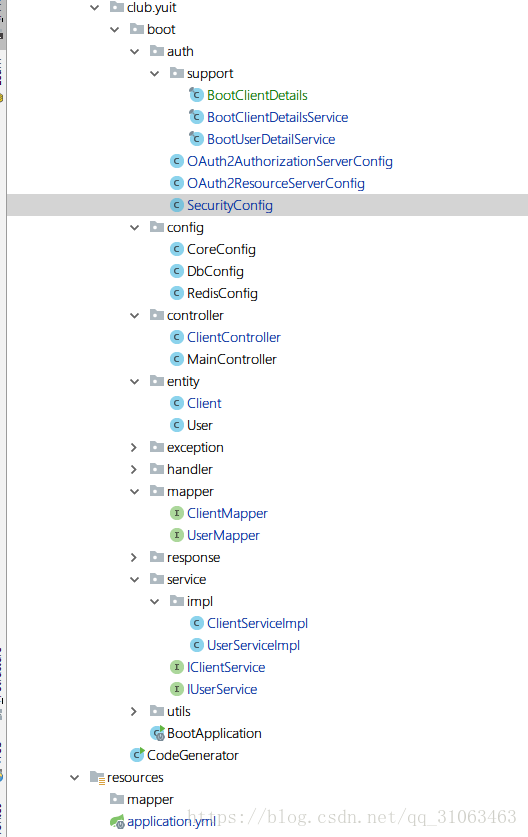 club.yuit
boot
auth
support
BootClientDetails
BootClientDetailsService
BootUserDetailService
OAuth2AuthorizationServerConfig
OAuth2ResourceServerConfig
SecurityConfig
config
CoreConfig
DbConfig
RedisConfig
controller
ClientController
MainController
entity
Client
User
exception
handler
mapper
ClientMapper
UserMapper
response
service
impl
ClientServiceImpl
UserServiceImpl
IClientService
IUserService
utils
BootApplication
CodeGenerator
resources
mapper
application.yml
https://blog.csdn.net/qq_31063463